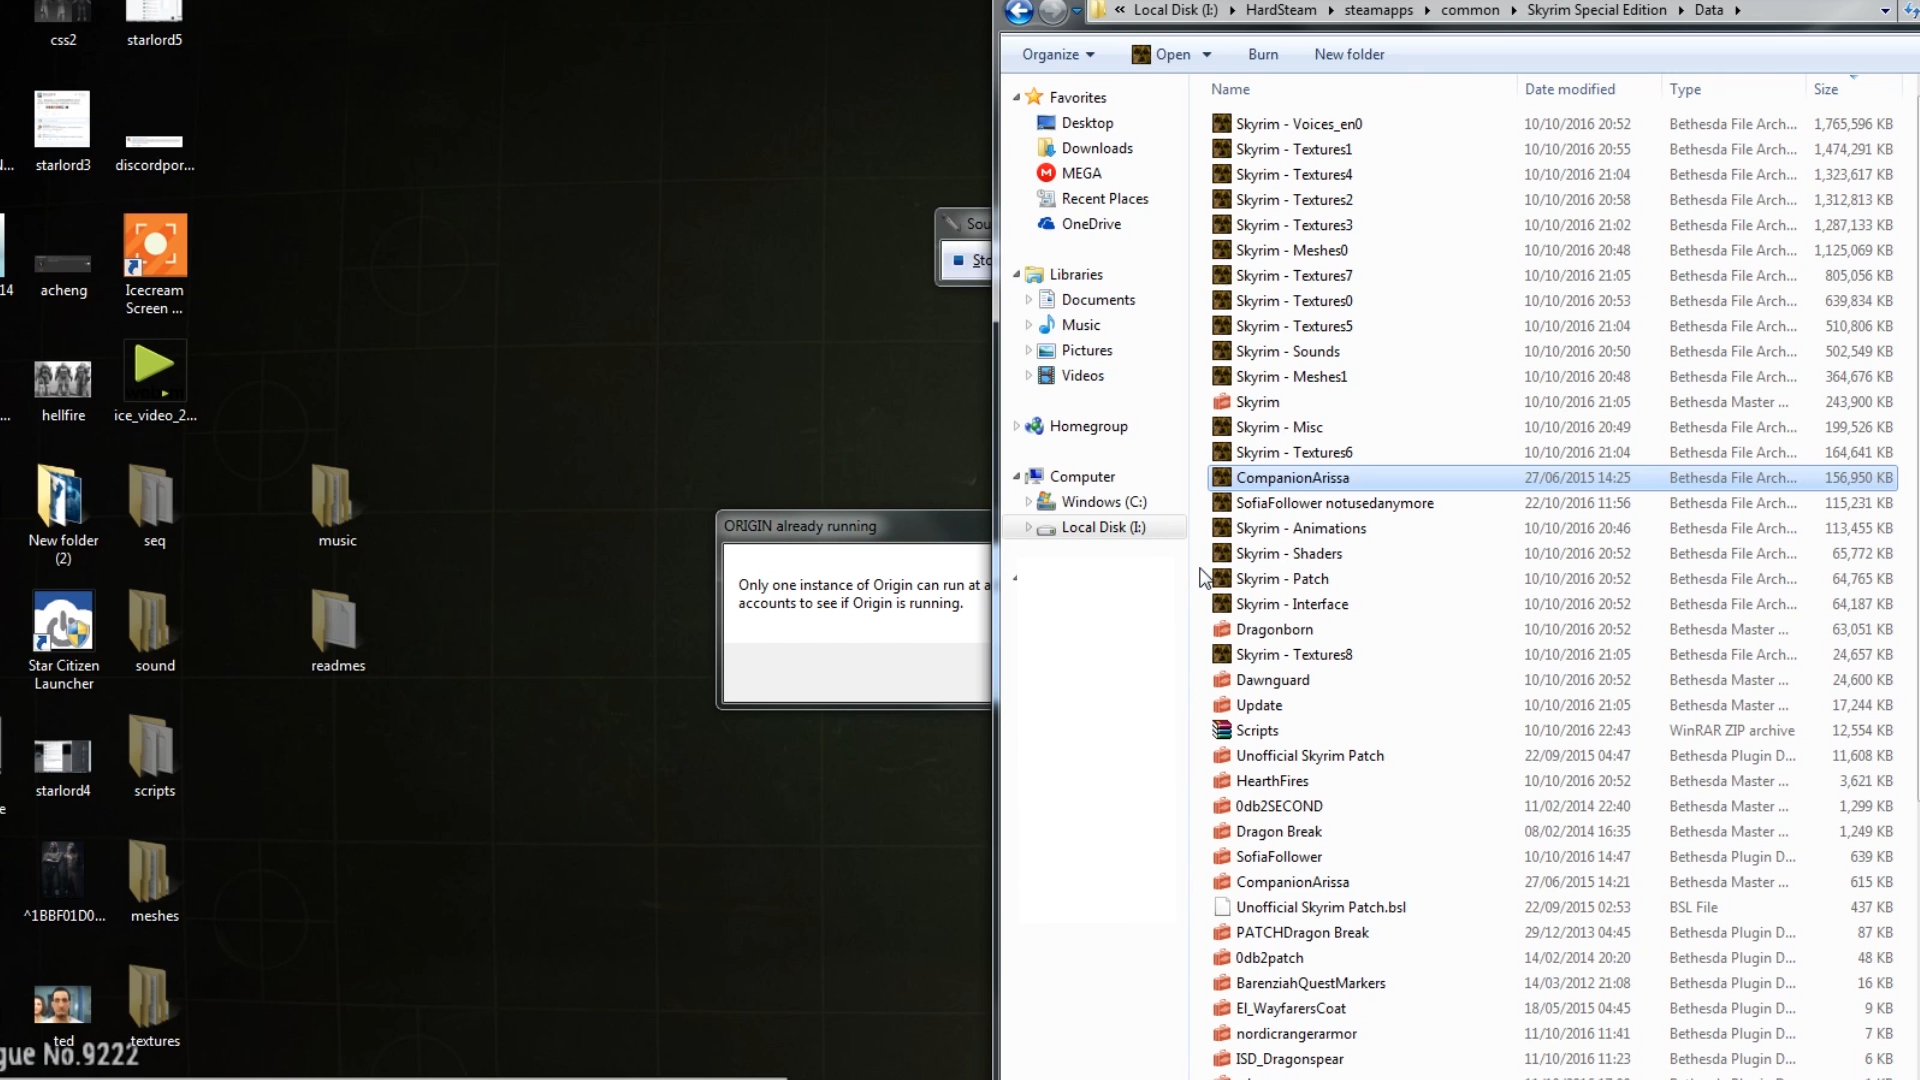 css2
starlord5
starlord3
discordpor...
14
acheng
Icecream
Screen ...
hellfire
ice_video_2...
New folder
(2)
seq
music
Star Citizen
Launcher
sound
readmes
starlord4
scripts
^1BBF01D0...
meshes
ted
textures
gue No.9222
Sou
Sto
ORIGIN already running
Only one instance of Origin can run at a
accounts to see if Origin is running.
« Local Disk (I:) HardSteam steamapps common Skyrim Special Edition Data
Organize Open Burn New folder
Favorites
Desktop
Downloads
MEGA
Recent Places
OneDrive
Libraries
Documents
Music
Pictures
Videos
Homegroup
Computer
Windows (C:)
Local Disk (I:)
Name Date modified Type Size
Skyrim - Voices_en0 10/10/2016 20:52 Bethesda File Arch... 1,765,596 KB
Skyrim - Textures1 10/10/2016 20:55 Bethesda File Arch... 1,474,291 KB
Skyrim - Textures4 10/10/2016 21:04 Bethesda File Arch... 1,323,617 KB
Skyrim - Textures2 10/10/2016 20:58 Bethesda File Arch... 1,312,813 KB
Skyrim - Textures3 10/10/2016 21:02 Bethesda File Arch... 1,287,133 KB
Skyrim - Meshes0 10/10/2016 20:48 Bethesda File Arch... 1,125,069 KB
Skyrim - Textures7 10/10/2016 21:05 Bethesda File Arch... 805,056 KB
Skyrim - Textures0 10/10/2016 20:53 Bethesda File Arch... 639,834 KB
Skyrim - Textures5 10/10/2016 21:04 Bethesda File Arch... 510,806 KB
Skyrim - Sounds 10/10/2016 20:50 Bethesda File Arch... 502,549 KB
Skyrim - Meshes1 10/10/2016 20:48 Bethesda File Arch... 364,676 KB
Skyrim 10/10/2016 21:05 Bethesda Master ... 243,900 KB
Skyrim - Misc 10/10/2016 20:49 Bethesda File Arch... 199,526 KB
Skyrim - Textures6 10/10/2016 21:04 Bethesda File Arch... 164,641 KB
CompanionArissa 27/06/2015 14:25 Bethesda File Arch... 156,950 KB
SofiaFollower notusedanymore 22/10/2016 11:56 Bethesda File Arch... 115,231 KB
Skyrim - Animations 10/10/2016 20:46 Bethesda File Arch... 113,455 KB
Skyrim - Shaders 10/10/2016 20:52 Bethesda File Arch... 65,772 KB
Skyrim - Patch 10/10/2016 20:52 Bethesda File Arch... 64,765 KB
Skyrim - Interface 10/10/2016 20:52 Bethesda File Arch... 64,187 KB
Dragonborn 10/10/2016 20:52 Bethesda Master ... 63,051 KB
Skyrim - Textures8 10/10/2016 21:05 Bethesda File Arch... 24,657 KB
Dawnguard 10/10/2016 20:52 Bethesda Master ... 24,600 KB
Update 10/10/2016 21:05 Bethesda Master ... 17,244 KB
Scripts 10/10/2016 22:43 WinRAR ZIP archive 12,554 KB
Unofficial Skyrim Patch 22/09/2015 04:47 Bethesda Plugin D... 11,608 KB
HearthFires 10/10/2016 20:52 Bethesda Master ... 3,621 KB
0db2SECOND 11/02/2014 22:40 Bethesda Master ... 1,299 KB
Dragon Break 08/02/2014 16:35 Bethesda Master ... 1,249 KB
SofiaFollower 10/10/2016 14:47 Bethesda Plugin D... 639 KB
CompanionArissa 27/06/2015 14:21 Bethesda Master ... 615 KB
Unofficial Skyrim Patch.bsl 22/09/2015 02:53 BSL File 437 KB
PATCHDragon Break 29/12/2013 04:45 Bethesda Plugin D... 87 KB
0db2patch 14/02/2014 20:20 Bethesda Plugin D... 48 KB
BarenziahQuestMarkers 14/03/2012 21:08 Bethesda Plugin D... 16 KB
EI_WayfarersCoat 18/05/2015 04:45 Bethesda Plugin D... 9 KB
nordicrangerarmor 11/10/2016 11:41 Bethesda Plugin D... 7 KB
ISD_Dragonspear 11/10/2016 11:23 Bethesda Plugin D... 6 KB